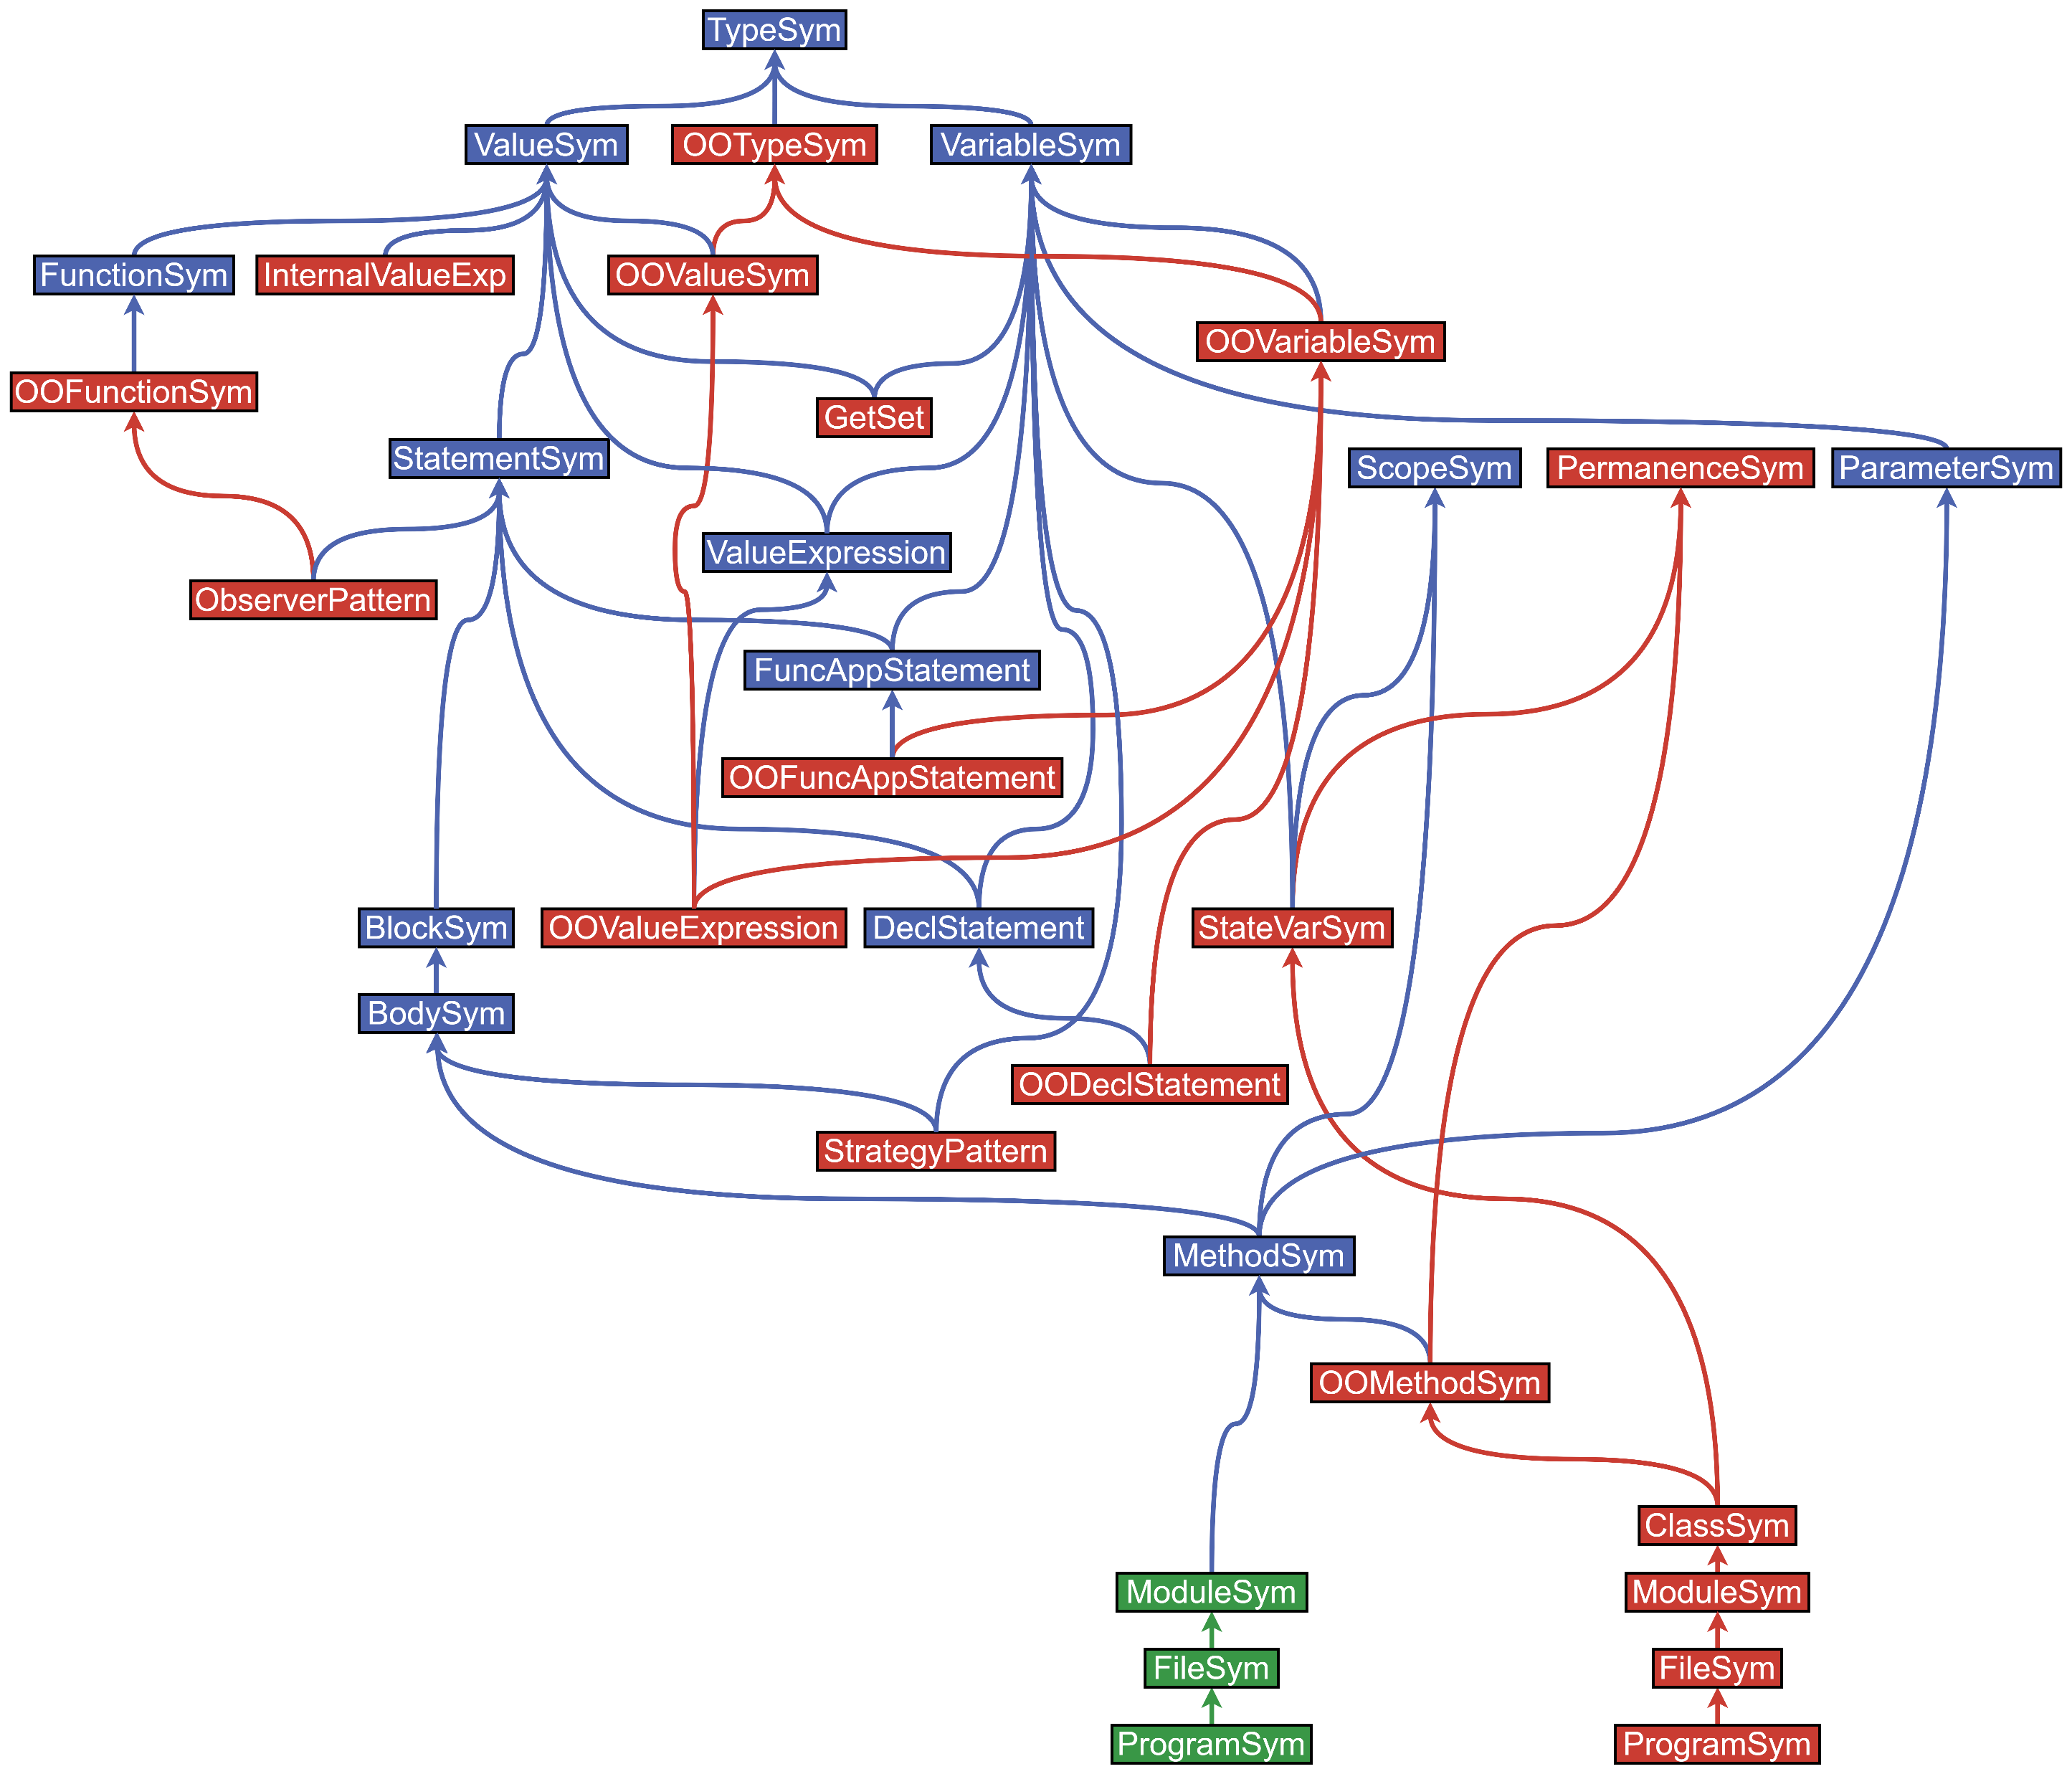 TypeSym
ValueSym
OOTypeSym
VariableSym
FunctionSym
InternalValueExp
OOValueSym
OOVariableSym
OOFunctionSym
GetSet
StatementSym
ScopeSym
PermanenceSym
ParameterSym
ValueExpression
ObserverPattern
FuncAppStatement
OOFuncAppStatement
BlockSym
OOValueExpression
DeclStatement
StateVarSym
BodySym
OODeclStatement
StrategyPattern
MethodSym
OOMethodSym
ClassSym
ModuleSym
ModuleSym
FileSym
FileSym
ProgramSym
ProgramSym